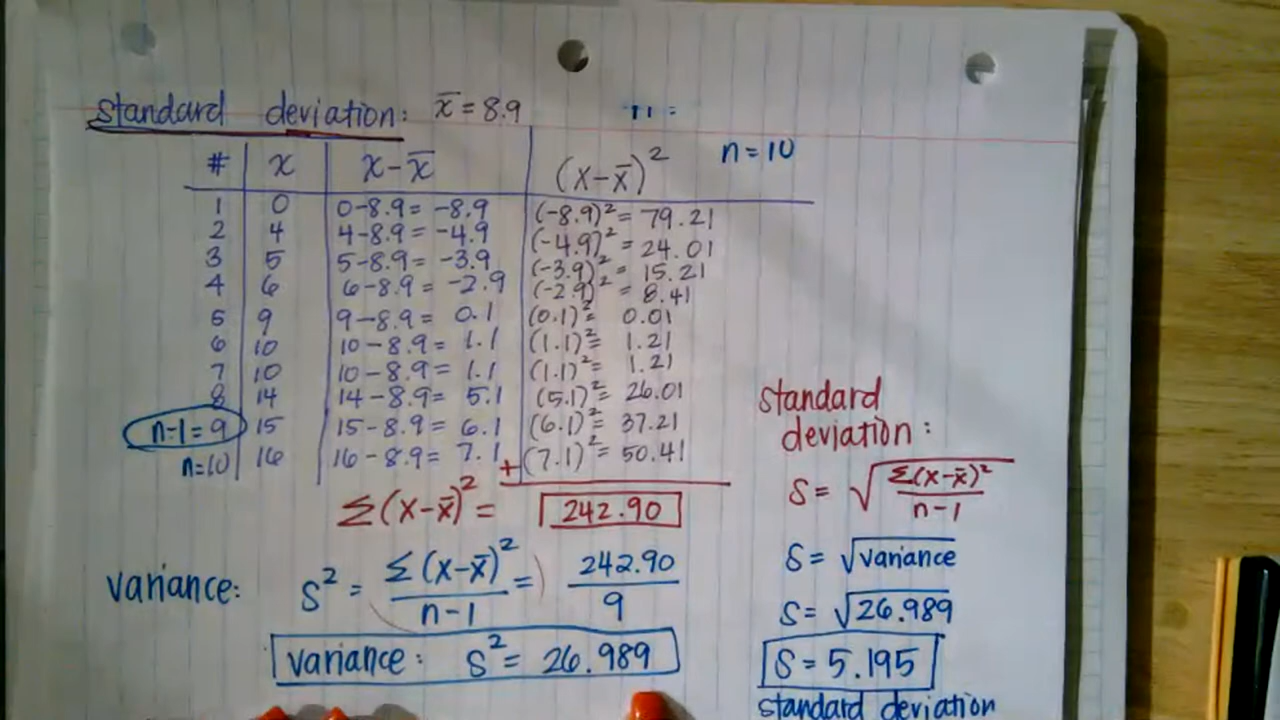 standard deviation: x̄ = 8.9
n = 10
# x x-x̄ (x-x̄)²
1 0 0-8.9= -8.9 (-8.9)² = 79.21
2 4 4-8.9= -4.9 (-4.9)² = 24.01
3 5 5-8.9= -3.9 (-3.9)² = 15.21
4 6 6-8.9= -2.9 (-2.9)² = 8.41
5 9 9-8.9= 0.1 (0.1)² = 0.01
6 10 10-8.9= 1.1 (1.1)² = 1.21
7 10 10-8.9= 1.1 (1.1)² = 1.21
8 14 14-8.9= 5.1 (5.1)² = 26.01
n-1=9 15 15-8.9= 6.1 (6.1)² = 37.21
n=10 16 16-8.9= 7.1 + (7.1)² = 50.41
Σ(x-x̄)² = 242.90
variance: s² = Σ(x-x̄)²/n-1 = 242.90/9
variance: s² = 26.989
standard
deviation:
s = √Σ(x-x̄)²/n-1
s = √variance
s = √26.989
s = 5.195
standard deviation